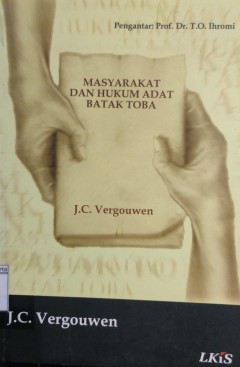 Pengantar: Prof. Dr. T.O. Ihromi
MASYARAKAT
DAN HUKUM ADAT
BATAK TOBA
J.C. Vergouwen
J.C. Vergouwen
LKiS